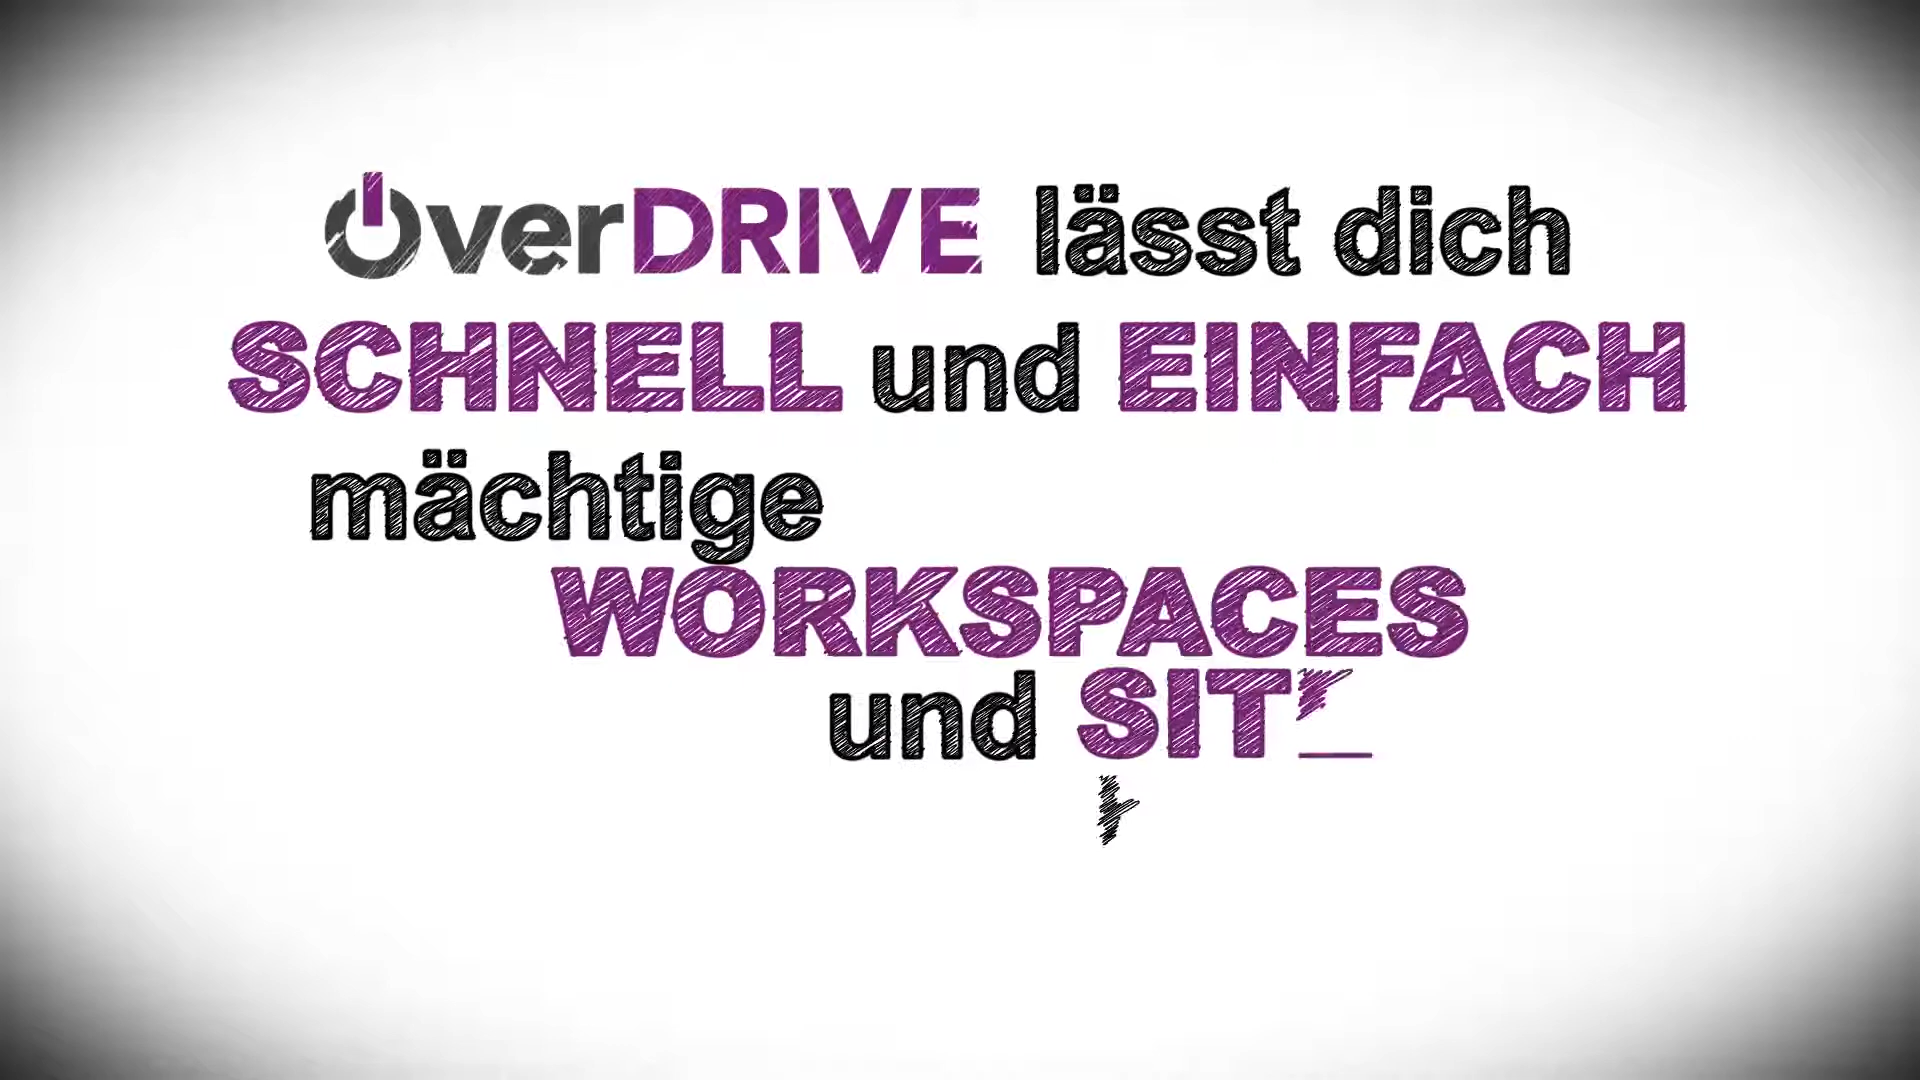 OverDRIVE lässt dich
SCHNELL und EINFACH
mächtige
WORKSPACES
und SIT